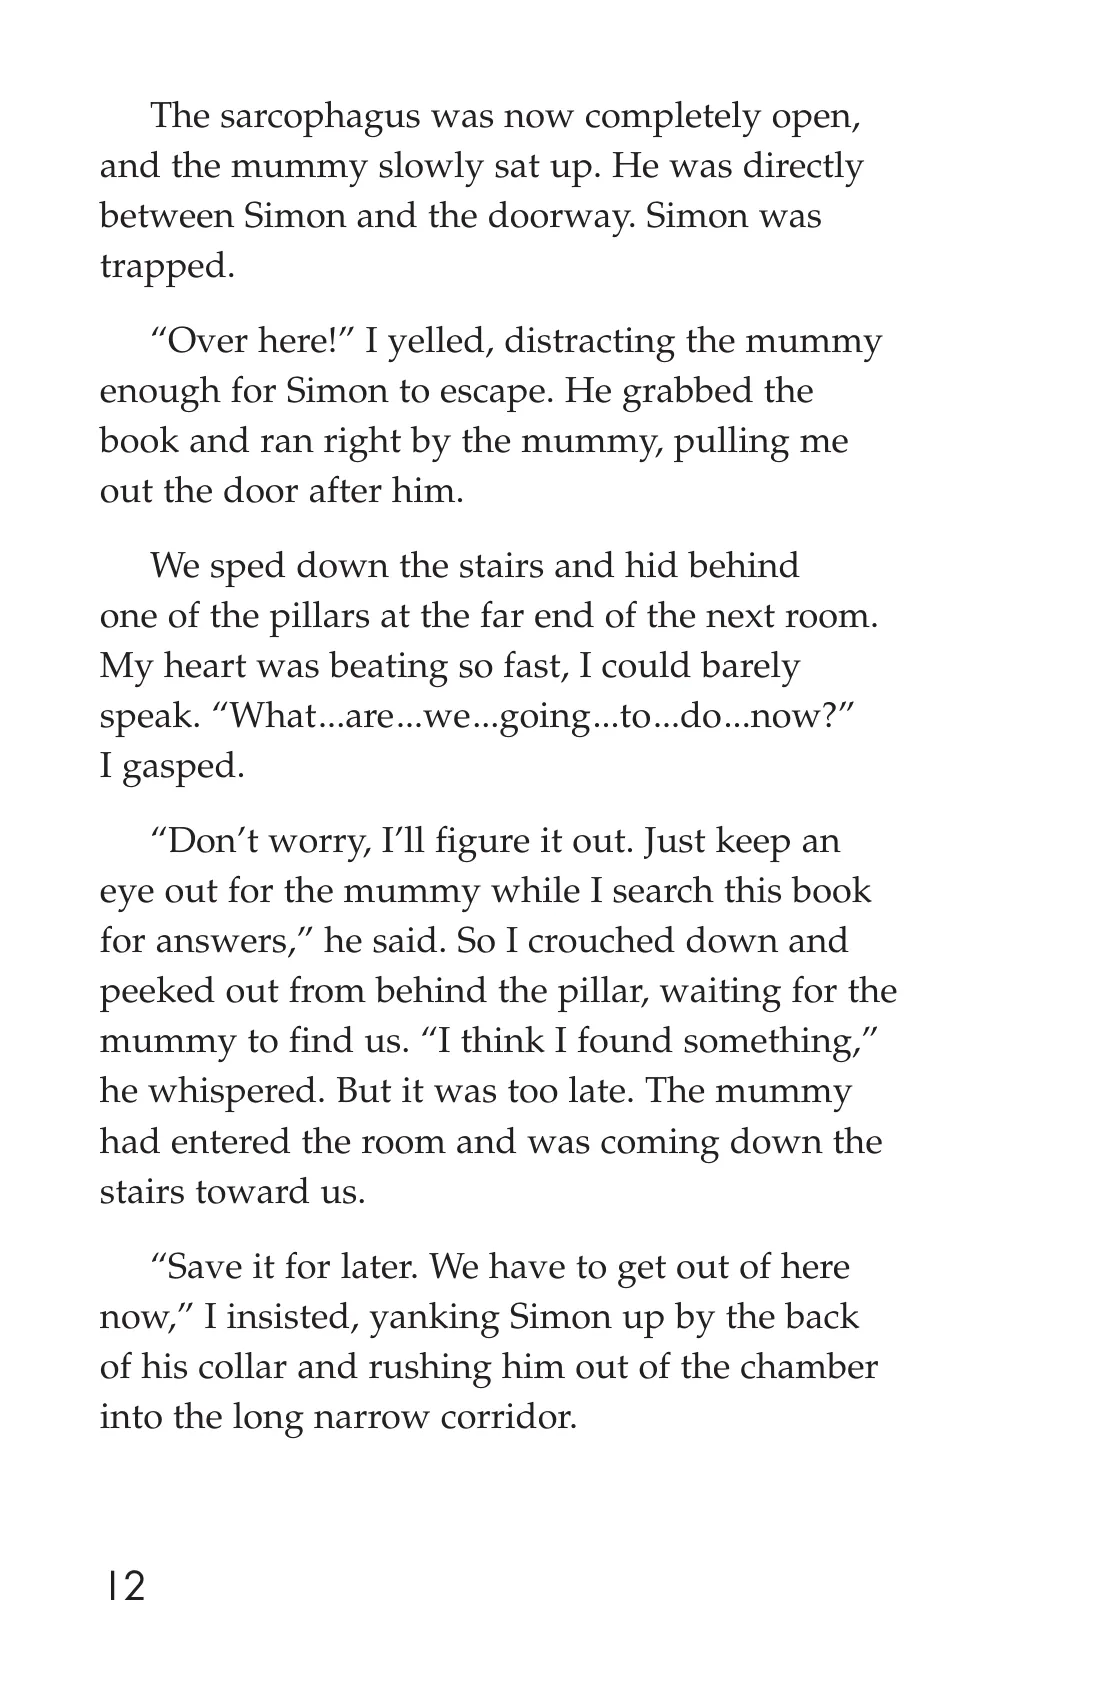 The sarcophagus was now completely open,
and the mummy slowly sat up. He was directly
between Simon and the doorway. Simon was
trapped.
“Over here!” I yelled, distracting the mummy
enough for Simon to escape. He grabbed the
book and ran right by the mummy, pulling me
out the door after him.
We sped down the stairs and hid behind
one of the pillars at the far end of the next room.
My heart was beating so fast, I could barely
speak. “What...are...we...going...to...do...now?”
I gasped.
“Don’t worry, I’ll figure it out. Just keep an
eye out for the mummy while I search this book
for answers,” he said. So I crouched down and
peeked out from behind the pillar, waiting for the
mummy to find us. “I think I found something,”
he whispered. But it was too late. The mummy
had entered the room and was coming down the
stairs toward us.
“Save it for later. We have to get out of here
now,” I insisted, yanking Simon up by the back
of his collar and rushing him out of the chamber
into the long narrow corridor.
12